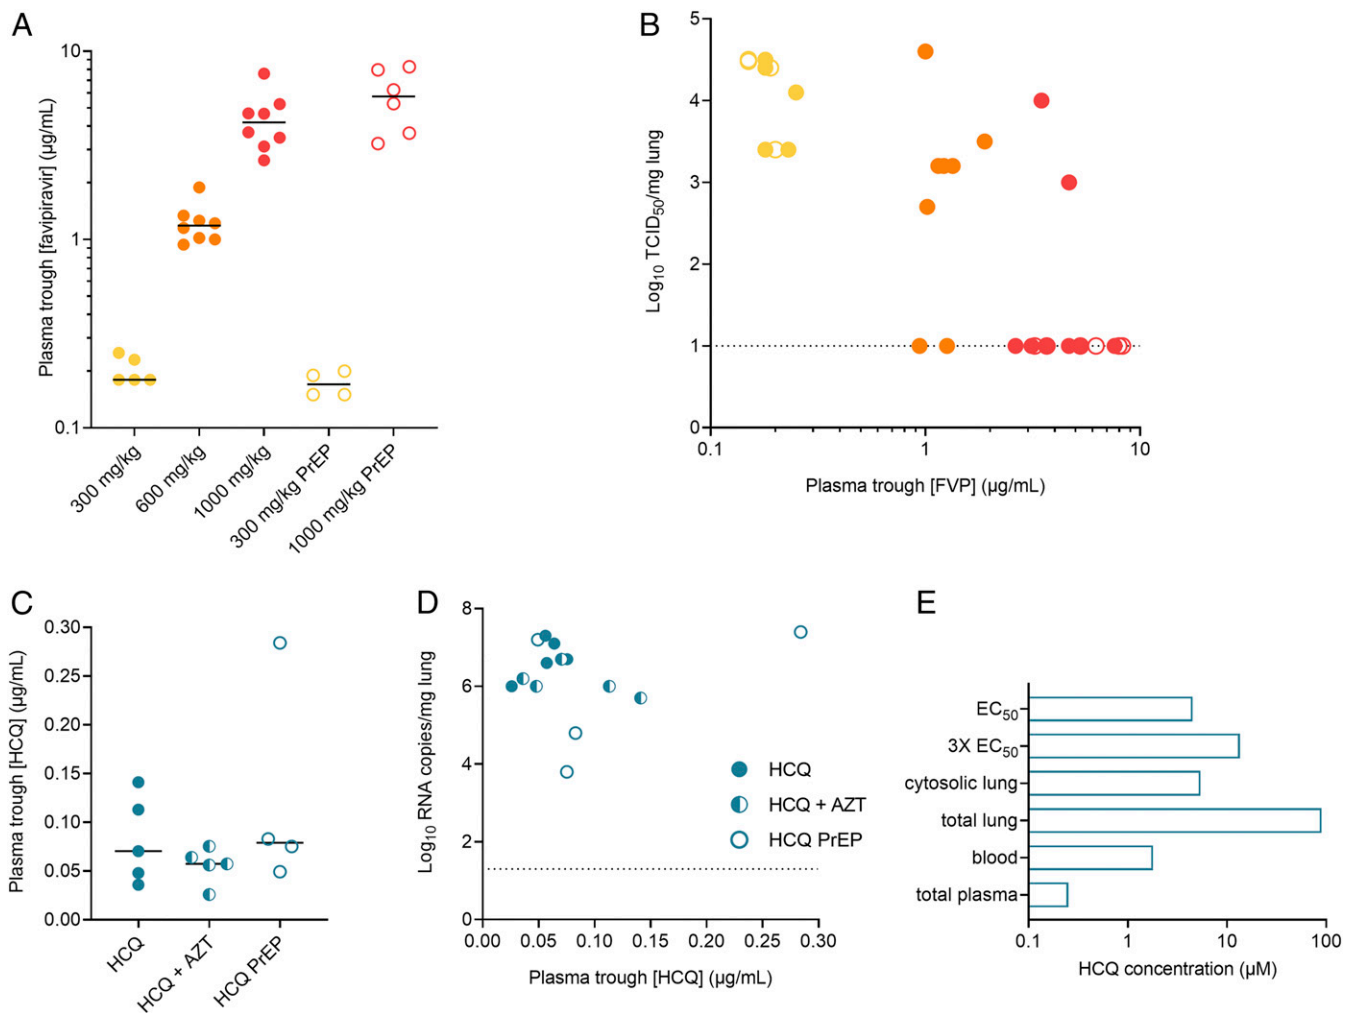 A
Plasma trough [favipiravir] (µg/mL)
10
1
0.1
300 mg/kg
600 mg/kg
1000 mg/kg
300 mg/kg PrEP
1000 mg/kg PrEP
B
Log10 TCID50/mg lung
5
4
3
2
1
0
0.1
1
10
Plasma trough [FVP] (µg/mL)
C
Plasma trough [HCQ] (µg/mL)
0.30
0.25
0.20
0.15
0.10
0.05
0.00
HCQ
HCQ + AZT
HCQ PrEP
D
Log10 RNA copies/mg lung
8
6
4
2
0
0.00
0.05
0.10
0.15
0.20
0.25
0.30
Plasma trough [HCQ] (µg/mL)
HCQ
HCQ + AZT
HCQ PrEP
E
EC50
3X EC50
cytosolic lung
total lung
blood
total plasma
0.1
1
10
100
HCQ concentration (µM)